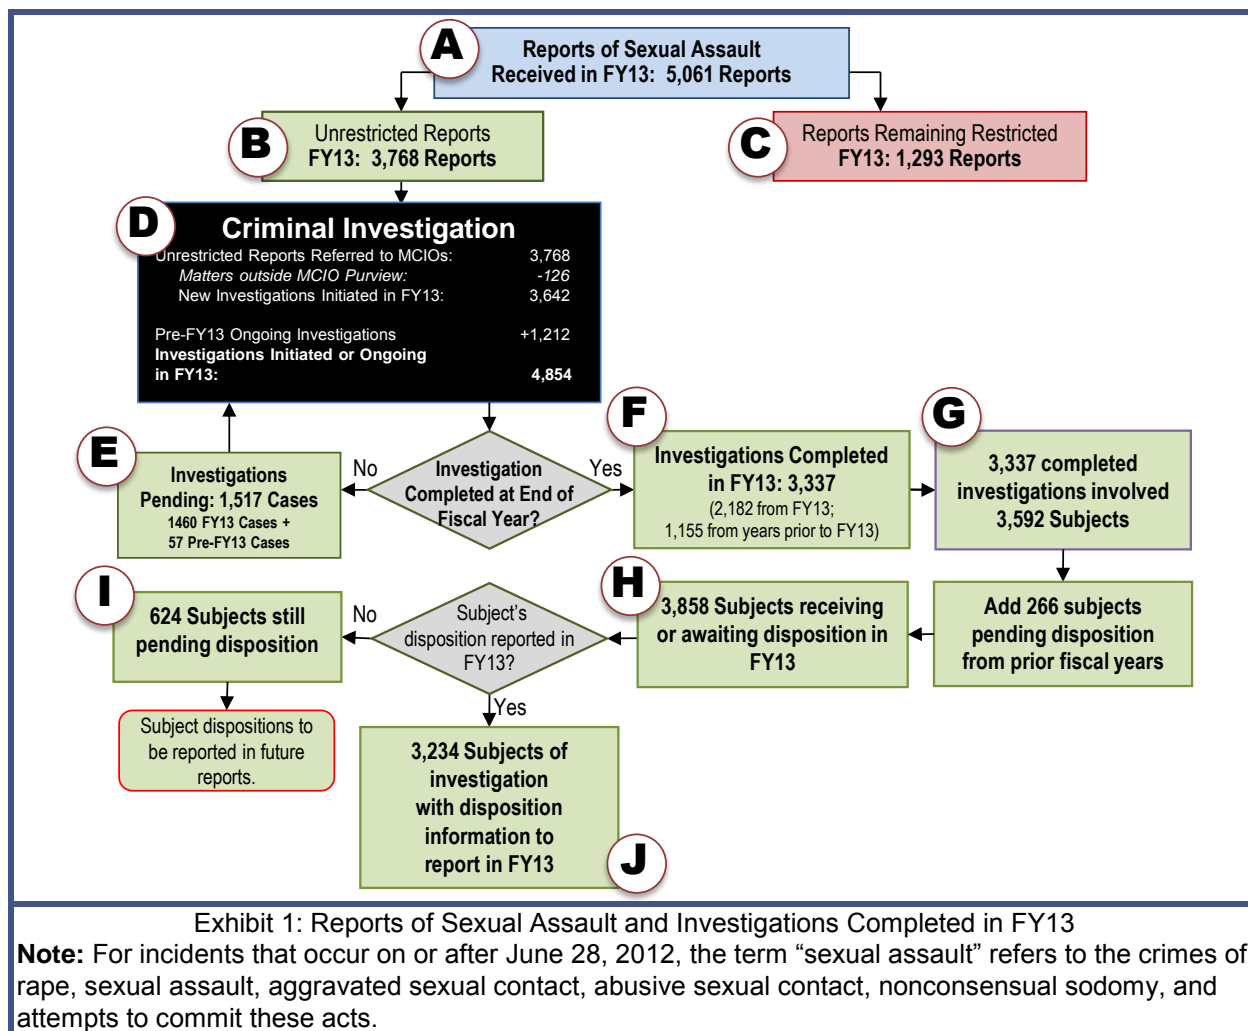 A
Reports of Sexual Assault
Received in FY13: 5,061 Reports
B
Unrestricted Reports
FY13: 3,768 Reports
C
Reports Remaining Restricted
FY13: 1,293 Reports
D
Criminal Investigation
Unrestricted Reports Referred to MCIOs: 3,768
Matters outside MCIO Purview: -126
New Investigations Initiated in FY13: 3,642
Pre-FY13 Ongoing Investigations +1,212
Investigations Initiated or Ongoing
in FY13: 4,854
E
Investigations
Pending: 1,517 Cases
1460 FY13 Cases +
57 Pre-FY13 Cases
No
Investigation
Completed at End of
Fiscal Year?
Yes
F
Investigations Completed
in FY13: 3,337
(2,182 from FY13;
1,155 from years prior to FY13)
G
3,337 completed
investigations involved
3,592 Subjects
Add 266 subjects
pending disposition
from prior fiscal years
H
3,858 Subjects receiving
or awaiting disposition in
FY13
Subject's
disposition reported in
FY13?
No
I
624 Subjects still
pending disposition
Subject dispositions to
be reported in future
reports.
Yes
3,234 Subjects of
investigation
with disposition
information to
report in FY13
J
Exhibit 1: Reports of Sexual Assault and Investigations Completed in FY13
Note: For incidents that occur on or after June 28, 2012, the term “sexual assault” refers to the crimes of
rape, sexual assault, aggravated sexual contact, abusive sexual contact, nonconsensual sodomy, and
attempts to commit these acts.